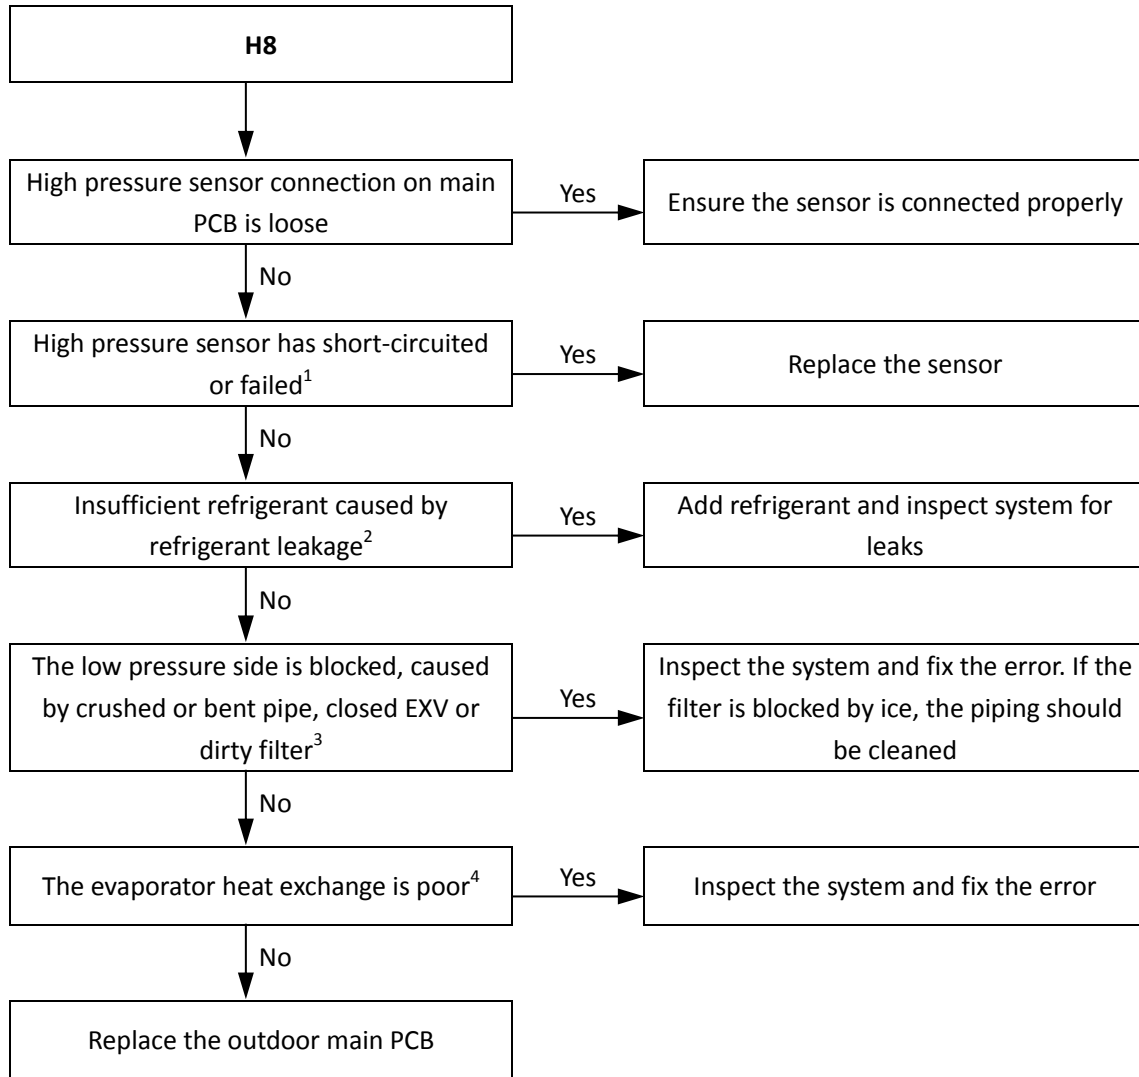 H8
High pressure sensor connection on main
PCB is loose
Yes
Ensure the sensor is connected properly
No
High pressure sensor has short-circuited
or failed1
Yes
Replace the sensor
No
Insufficient refrigerant caused by
refrigerant leakage2
Yes
Add refrigerant and inspect system for
leaks
No
The low pressure side is blocked, caused
by crushed or bent pipe, closed EXV or
dirty filter3
Yes
Inspect the system and fix the error. If the
filter is blocked by ice, the piping should
be cleaned
No
The evaporator heat exchange is poor4
Yes
Inspect the system and fix the error
No
Replace the outdoor main PCB